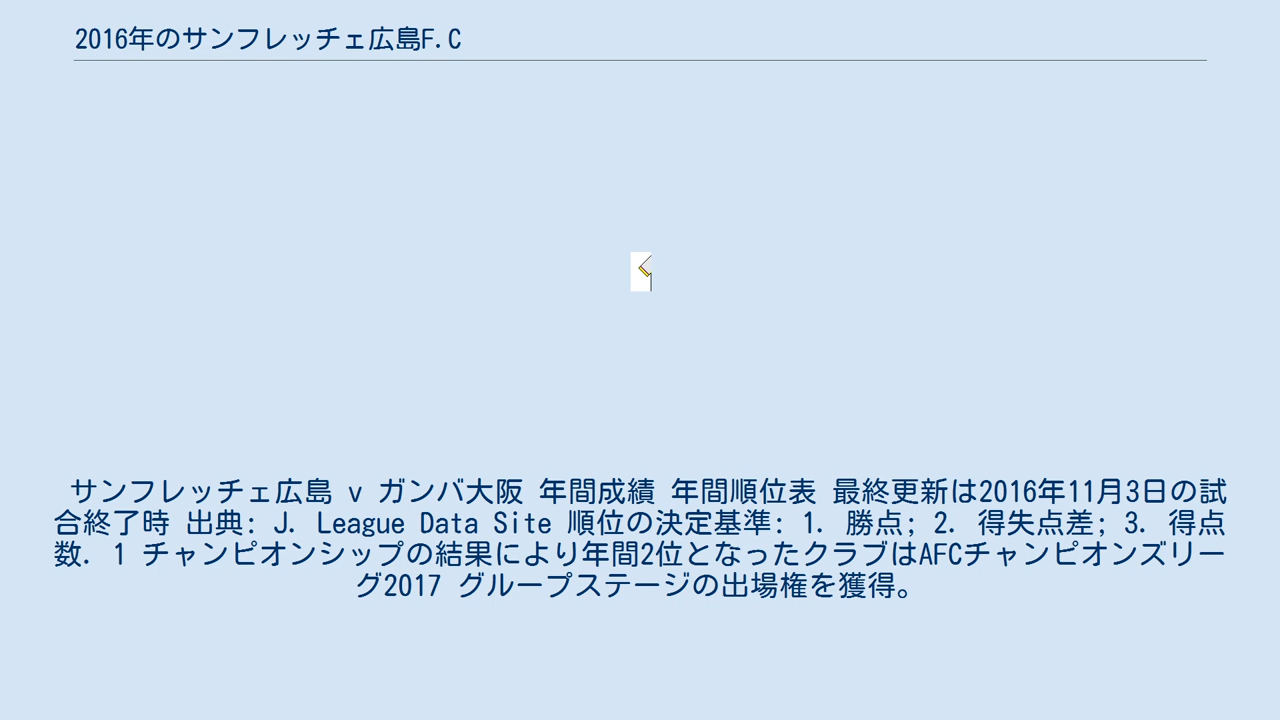 2016年のサンフレッチェ広島F.C
サンフレッチェ広島 v ガンバ大阪 年間成績 年間順位表 最終更新は2016年11月3日の試
合終了時 出典: J. League Data Site 順位の決定基準: 1. 勝点; 2. 得失点差; 3. 得点
数. 1 チャンピオンシップの結果により年間2位となったクラブはAFCチャンピオンズリー
グ2017 グループステージの出場権を獲得。